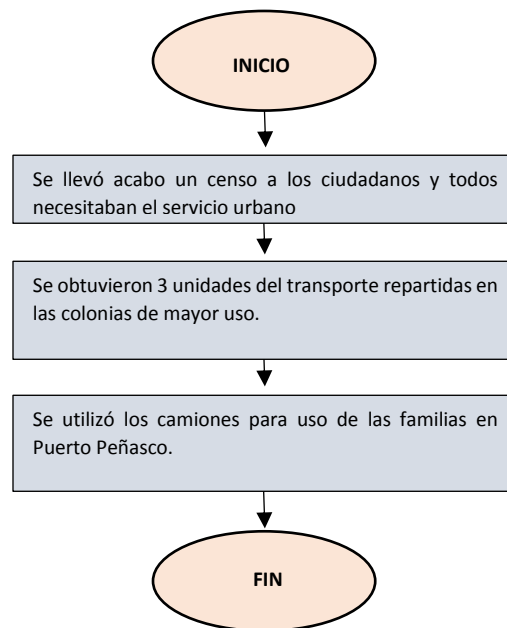 INICIO
Se llevó acabo un censo a los ciudadanos y todos
necesitaban el servicio urbano
Se obtuvieron 3 unidades del transporte repartidas en
las colonias de mayor uso.
Se utilizó los camiones para uso de las familias en
Puerto Peñasco.
FIN